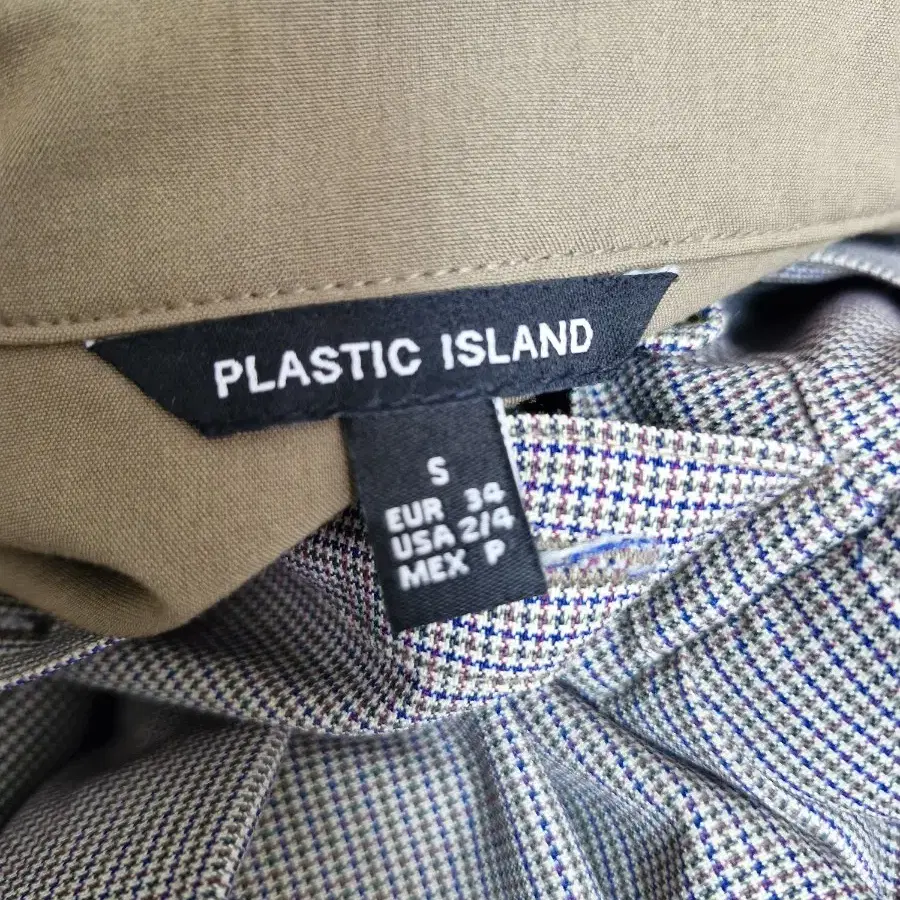 PLASTIC ISLAND
S
EUR 34
USA 2/4
MEX P